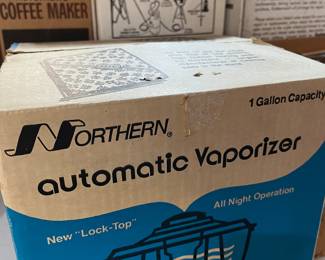 COFFEE MAKER
1 Gallon Capacity
NORTHERN®
automatic Vaporizer
All Night Operation
New "Lock-Top"